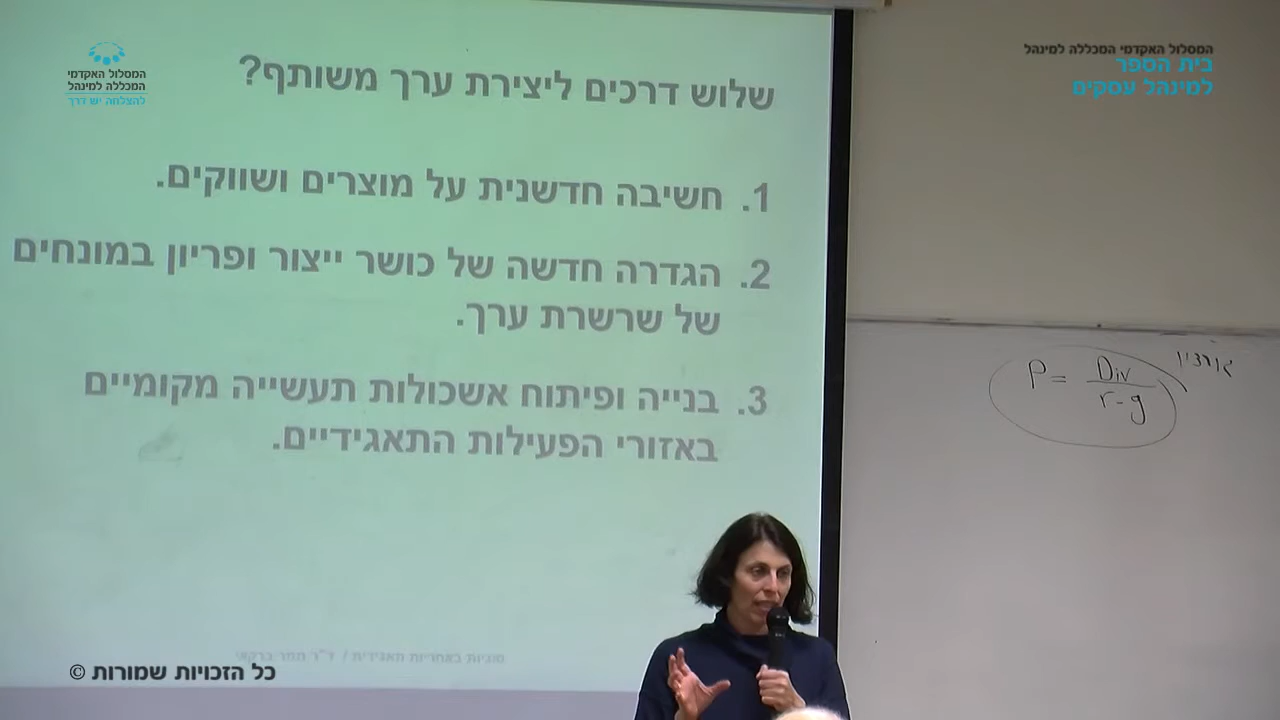 המסלול האקדמי המכללה למינהל
בית הספר
למינהל עסקים
המסלול האקדמי
המכללה למינהל
להצלחה יש דרך
שלוש דרכים ליצירת ערך משותף?
1. חשיבה חדשנית על מוצרים ושווקים.
2. הגדרה חדשה של כושר ייצור ופריון במונחים
של שרשרת ערך.
3. בנייה ופיתוח אשכולות תעשייה מקומיים
באזורי הפעילות התאגידיים.
גורדון
P = Div / r-g
סוגיות באחריות תאגידית / ד"ר תמר ברקאי
כל הזכויות שמורות ©